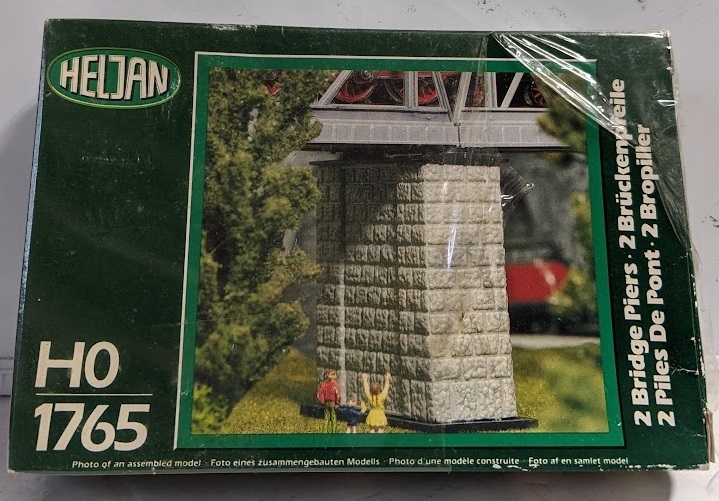 HELJAN
HO
1765
2 Bridge Piers · 2 Brückenpfeile
2 Piles De Pont · 2 Bropiller
Photo of an assembled model · Foto eines zusammengebauten Modells · Photo d'une modèle construite · Foto af en samlet model